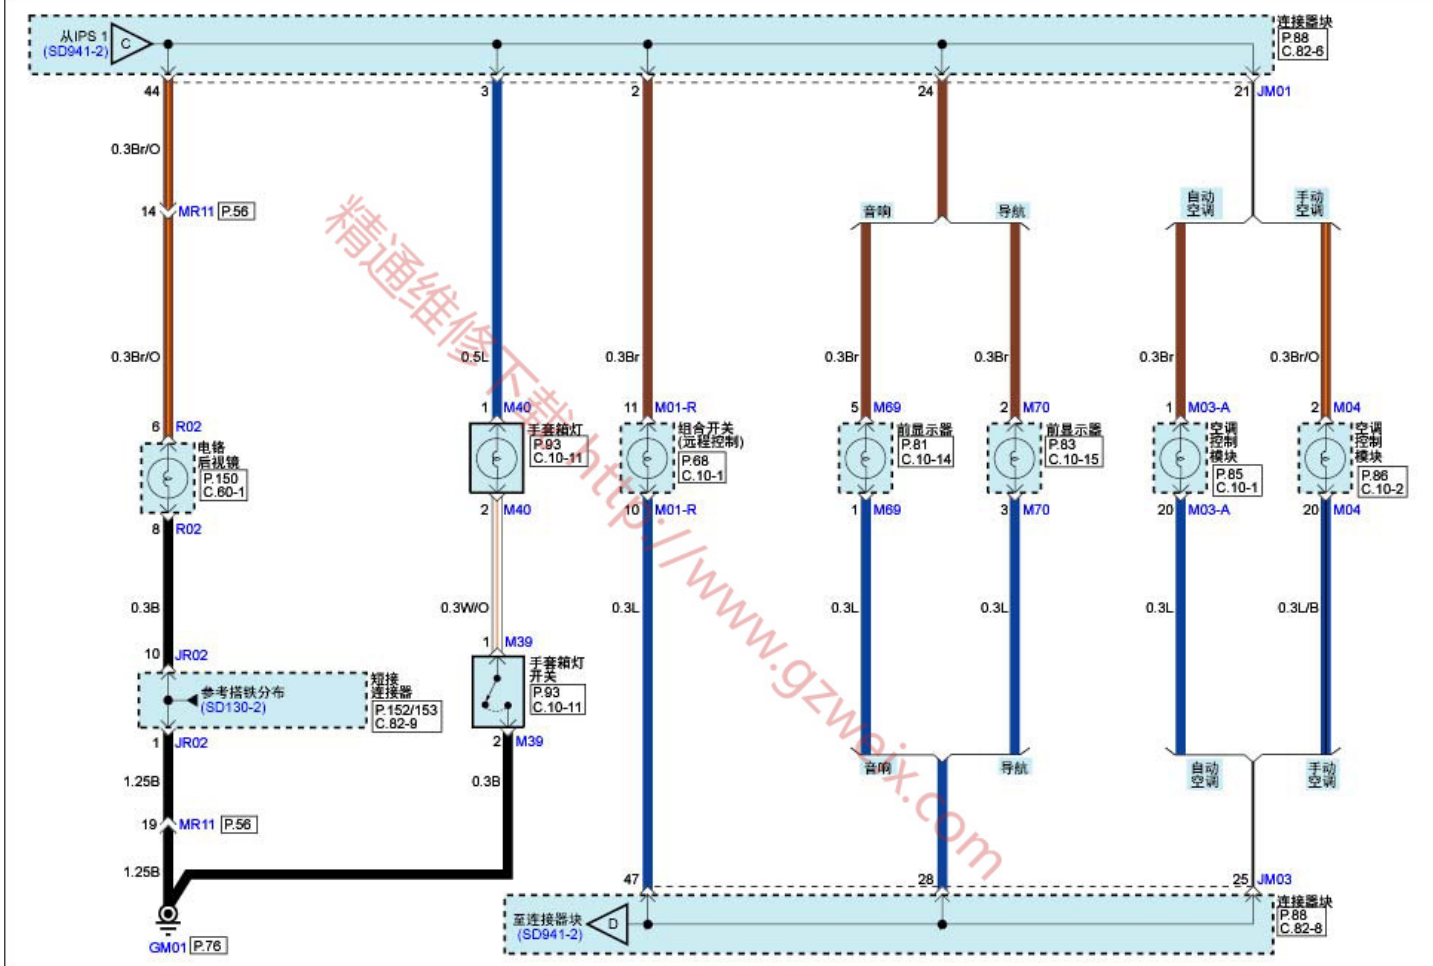 从IPS 1
(SD941-2)
C
连接器块
P.88
C.82-6
44
3
2
24
21
JM01
0.3Br/O
14
MR11
P.56
音响
导航
自动
空调
手动
空调
0.3Br/O
0.5L
0.3Br
0.3Br
0.3Br
0.3Br
0.3Br/O
6
R02
1
M40
11
M01-R
5
M69
2
M70
1
M03-A
2
M04
电铬
后视镜
P.150
C.60-1
手套箱灯
P.93
C.10-11
组合开关
(远程控制)
P.68
C.10-1
前显示器
P.81
C.10-14
前显示器
P.83
C.10-15
空调
控制
模块
P.85
C.10-1
空调
控制
模块
P.86
C.10-2
8
R02
2
M40
10
M01-R
1
M69
3
M70
20
M03-A
20
M04
0.3B
0.3W/O
0.3L
0.3L
0.3L
0.3L
0.3L/B
10
JR02
1
M39
参考搭铁分布
(SD130-2)
短接
连接器
P.152/153
C.82-9
手套箱灯
开关
P.93
C.10-11
1
JR02
2
M39
1.25B
0.3B
音响
导航
自动
空调
手动
空调
19
MR11
P.56
1.25B
47
28
25
JM03
至连接器块
(SD941-2)
D
连接器块
P.88
C.82-8
GM01
P.76
精通维修下载 http://www.gzweix.com